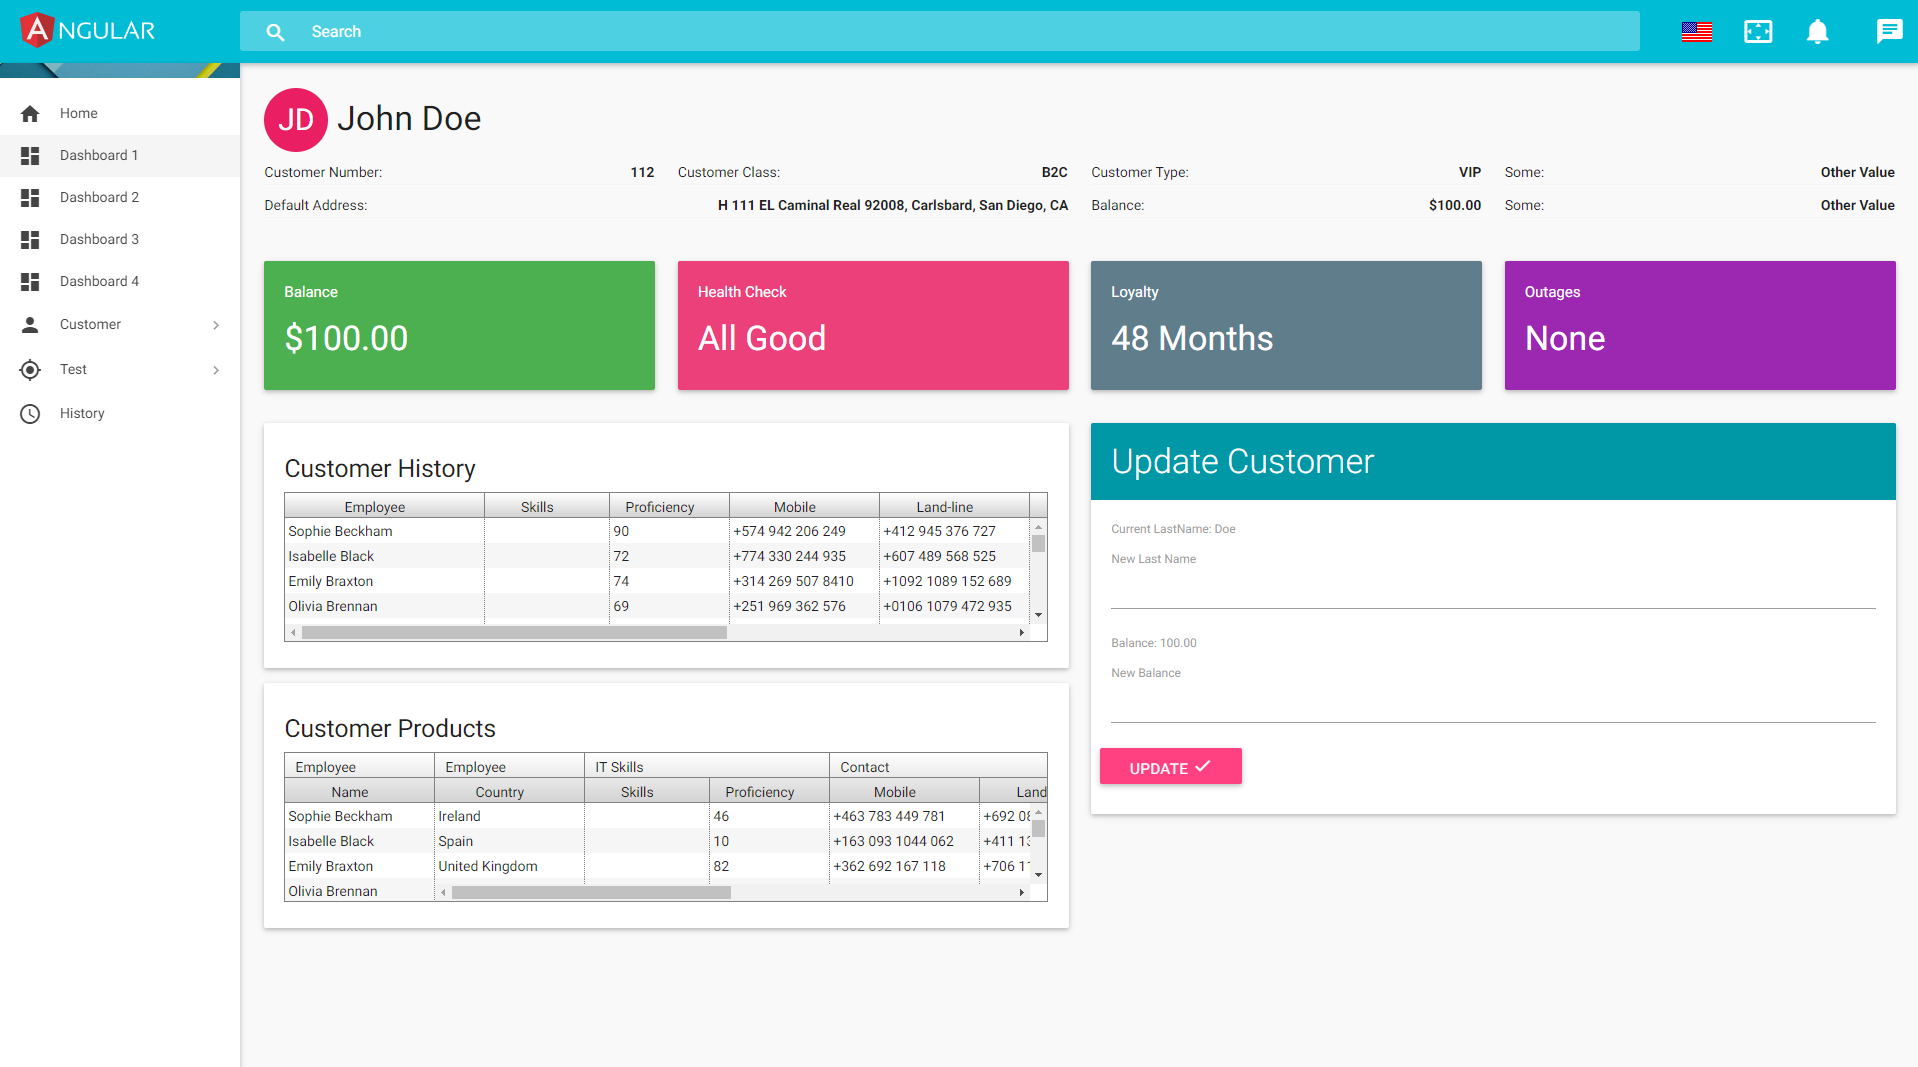 ANGULAR
Search
Home
Dashboard 1
Dashboard 2
Dashboard 3
Dashboard 4
Customer
Test
History
JD John Doe
Customer Number: 112 Customer Class: B2C Customer Type: VIP Some: Other Value
Default Address: H 111 EL Caminal Real 92008, Carlsbard, San Diego, CA Balance: $100.00 Some: Other Value
Balance
$100.00
Health Check
All Good
Loyalty
48 Months
Outages
None
Customer History
Employee Skills Proficiency Mobile Land-line
Sophie Beckham 90 +574 942 206 249 +412 945 376 727
Isabelle Black 72 +774 330 244 935 +607 489 568 525
Emily Braxton 74 +314 269 507 8410 +1092 1089 152 689
Olivia Brennan 69 +251 969 362 576 +0106 1079 472 935
Customer Products
Employee Employee IT Skills Contact
Name Country Skills Proficiency Mobile Land
Sophie Beckham Ireland 46 +463 783 449 781 +692
Isabelle Black Spain 10 +163 093 1044 062 +411
Emily Braxton United Kingdom 82 +362 692 167 118 +706
Olivia Brennan
Update Customer
Current LastName: Doe
New Last Name
Balance: 100.00
New Balance
UPDATE